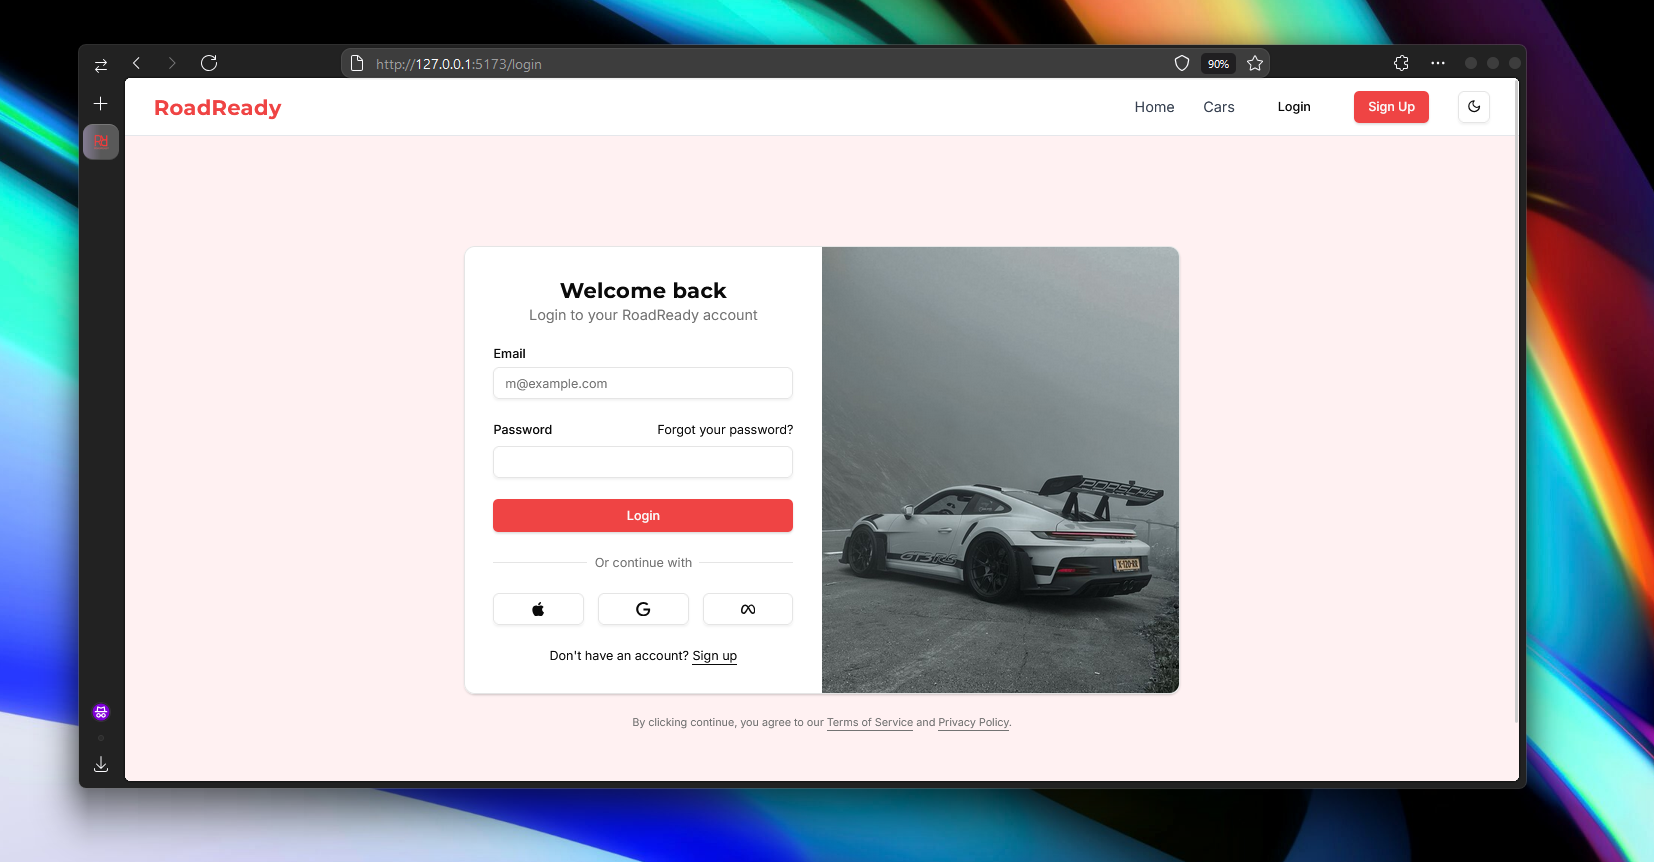 http://127.0.0.1:5173/login
90%
RoadReady
Home
Cars
Login
Sign Up
Welcome back
Login to your RoadReady account
Email
m@example.com
Password
Forgot your password?
Login
Or continue with
Don't have an account? Sign up
PORSCHE
GT3 RS
By clicking continue, you agree to our Terms of Service and Privacy Policy.